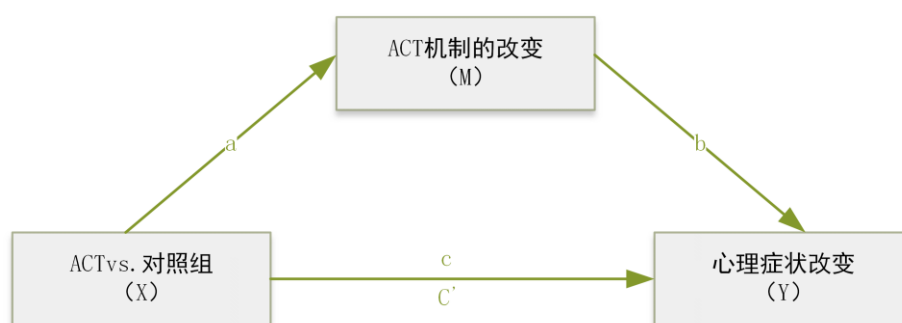 ACT机制的改变
（M）
a
b
ACTvs.对照组
（X）
c
C'
心理症状改变
（Y）